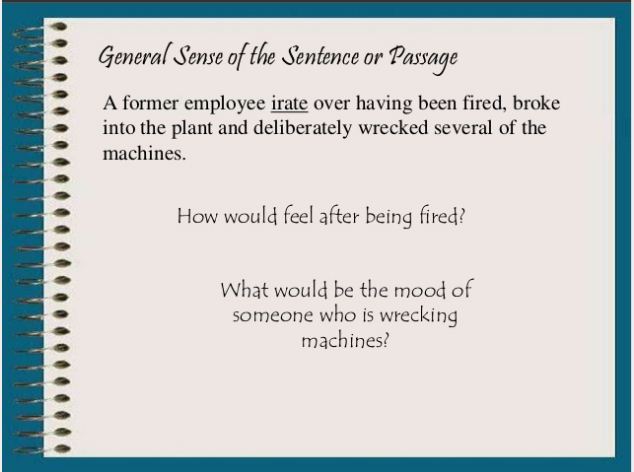 General Sense of the Sentence or Passage
A former employee irate over having been fired, broke
into the plant and deliberately wrecked several of the
machines.
How would feel after being fired?
What would be the mood of
someone who is wrecking
machines?